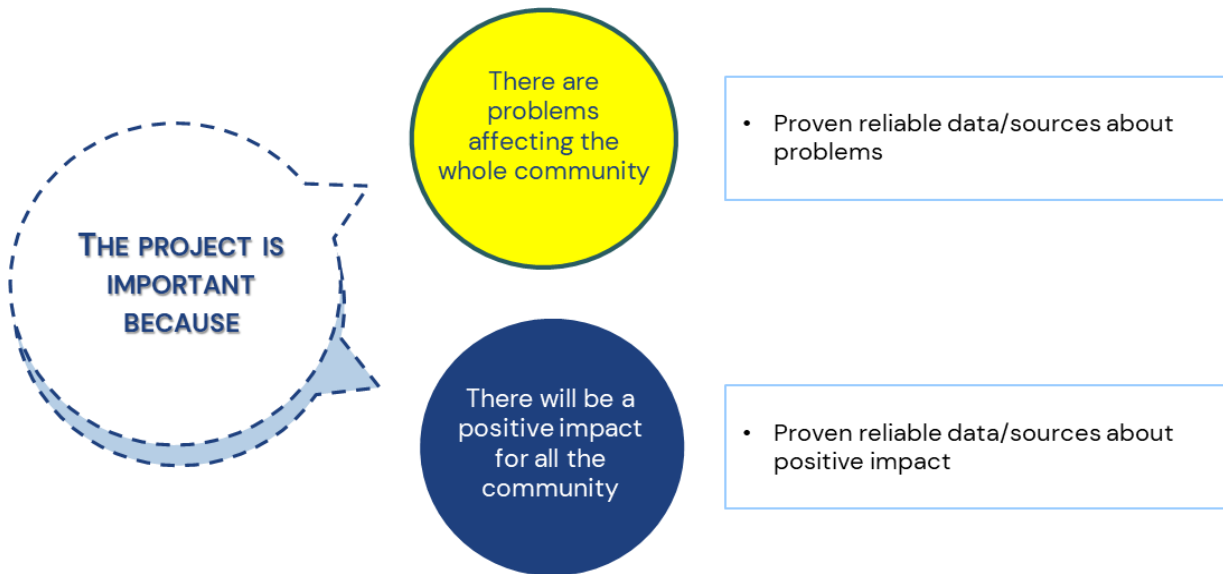 THE PROJECT IS
IMPORTANT
BECAUSE
There are
problems
affecting the
whole community
• Proven reliable data/sources about
problems
There will be a
positive impact
for all the
community
• Proven reliable data/sources about
positive impact